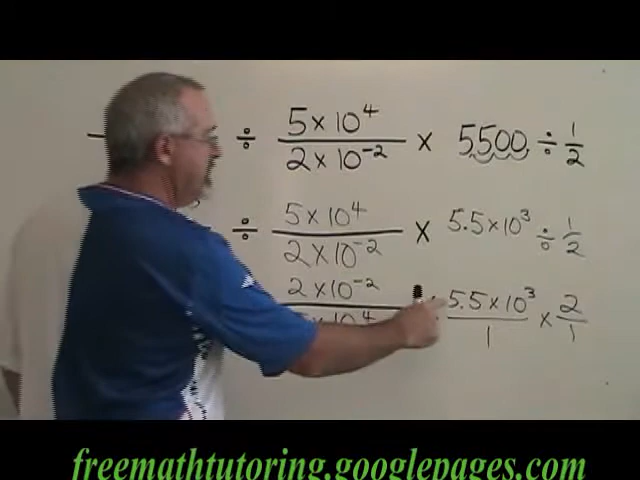 ÷ 5×10⁴/2×10⁻² × 5500 ÷ 1/2
÷ 5×10⁴/2×10⁻² × 5.5×10³ ÷ 1/2
2×10⁻²/ ×10⁴ 5.5×10³/1 × 2/1
freemathtutoring.googlepages.com